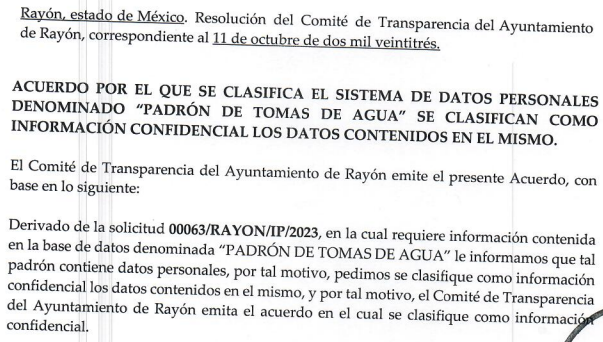 Rayón, estado de México. Resolución del Comité de Transparencia del Ayuntamiento
de Rayón, correspondiente al 11 de octubre de dos mil veintitrés.
ACUERDO POR EL QUE SE CLASIFICA EL SISTEMA DE DATOS PERSONALES
DENOMINADO “PADRÓN DE TOMAS DE AGUA” SE CLASIFICAN COMO
INFORMACIÓN CONFIDENCIAL LOS DATOS CONTENIDOS EN EL MISMO.
El Comité de Transparencia del Ayuntamiento de Rayón emite el presente Acuerdo, con
base en lo siguiente:
Derivado de la solicitud 00063/RAYON/IP/2023, en la cual requiere información contenida
en la base de datos denominada “PADRÓN DE TOMAS DE AGUA” le informamos que tal
padrón contiene datos personales, por tal motivo, pedimos se clasifique como información
confidencial los datos contenidos en el mismo, y por tal motivo, el Comité de Transparencia
del Ayuntamiento de Rayón emita el acuerdo en el cual se clasifique como información
confidencial.